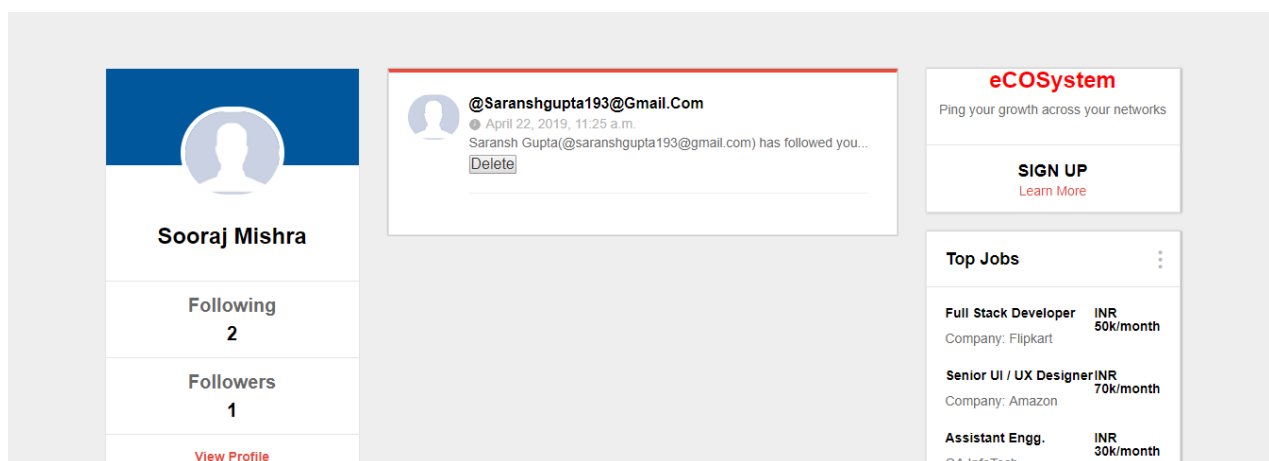 Sooraj Mishra
Following
2
Followers
1
View Profile
@Saranshgupta193@Gmail.Com
April 22, 2019, 11:25 a.m.
Saransh Gupta(@saranshgupta193@gmail.com) has followed you...
Delete
eCOSystem
Ping your growth across your networks
SIGN UP
Learn More
Top Jobs
Full Stack Developer
INR
50k/month
Company: Flipkart
Senior UI / UX Designer
INR
70k/month
Company: Amazon
Assistant Engg.
INR
30k/month